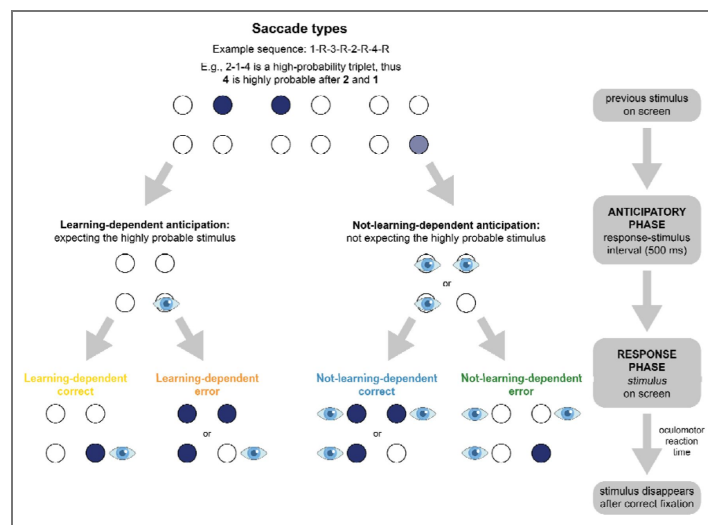 Saccade types
Example sequence: 1-R-3-R-2-R-4-R
E.g., 2-1-4 is a high-probability triplet, thus
4 is highly probable after 2 and 1
Learning-dependent anticipation:
expecting the highly probable stimulus
Not-learning-dependent anticipation:
not expecting the highly probable stimulus
or
Learning-dependent
correct
Learning-dependent
error
or
Not-learning-dependent
correct
or
Not-learning-dependent
error
previous stimulus
on screen
ANTICIPATORY
PHASE
response-stimulus
interval (500 ms)
RESPONSE
PHASE
stimulus
on screen
oculomotor
reaction
time
stimulus disappears
after correct fixation